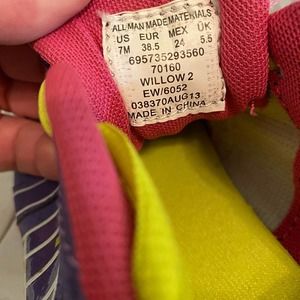 ALL MAN MADE MATERIALS
US EUR MEX UK
7M 38.5 24 5.5
695735293560
70160
WILLOW 2
EW/6052
038370AUG13
MADE IN CHINA